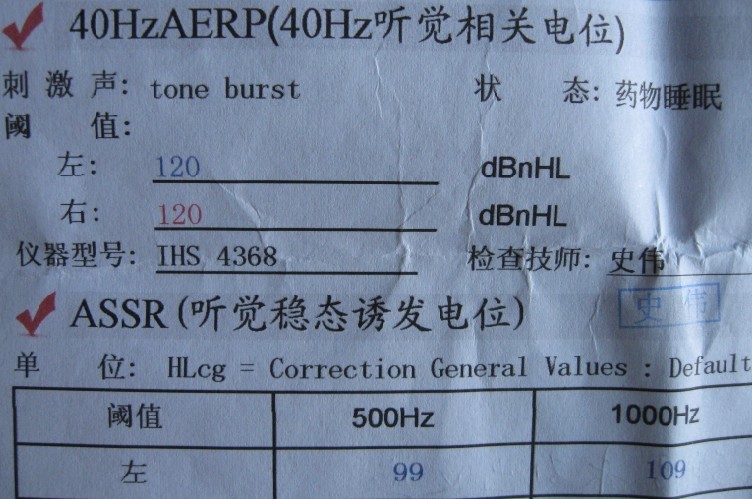 40HzAERP(40Hz听觉相关电位)
刺 激 声: tone burst 状 态: 药物睡眠
阈 值:
左: 120 dBnHL
右: 120 dBnHL
仪器型号: IHS 4368 检查技师: 史伟
史 伟
ASSR (听觉稳态诱发电位)
单 位: HLcg = Correction General Values : Default
阈值 500Hz 1000Hz
左 99 109